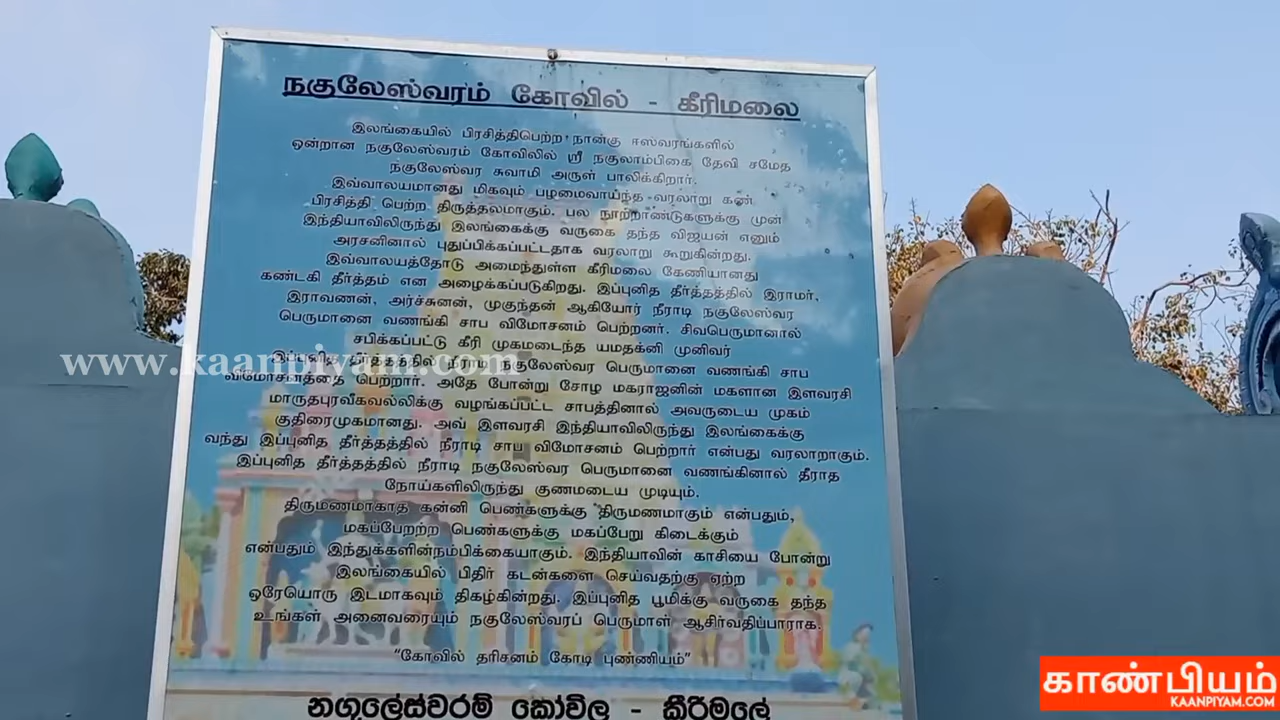 நகுலேஸ்வரம் கோவில் - கீரிமலை
இலங்கையில் பிரசித்திபெற்ற நான்கு ஈஸ்வரங்களில்
ஒன்றான நகுலேஸ்வரம் கோவிலில் ஸ்ரீ நகுலாம்பிகை தேவி சமேத
நகுலேஸ்வர சுவாமி அருள் பாலிக்கிறார்.
இவ்வாலயமானது மிகவும் பழமைவாய்ந்த வரலாறு கண்
பிரசித்தி பெற்ற திருத்தலமாகும். பல நூற்றாண்டுகளுக்கு முன்
இந்தியாவிலிருந்து இலங்கைக்கு வருகை தந்த விஜயன் எனும்
அரசனினால் புதுப்பிக்கப்பட்டதாக வரலாறு கூறுகின்றது.
இவ்வாலயத்தோடு அமைந்துள்ள கீரிமலை கேணியானது
கண்டகி தீர்த்தம் என அழைக்கப்படுகிறது. இப்புனித தீர்த்தத்தில் இராமர்,
இராவணன், அர்ச்சுனன், முகுந்தன் ஆகியோர் நீராடி நகுலேஸ்வர
பெருமானை வணங்கி சாப விமோசனம் பெற்றனர். சிவபெருமானால்
சபிக்கப்பட்டு கீரி முகமடைந்த யமதக்னி முனிவர்
www.kaanpiyam.com
இப்புனித தீர்த்தத்தில் நீராடி நகுலேஸ்வர பெருமானை வணங்கி சாப
விமோசனத்தை பெற்றார். அதே போன்று சோழ மகராஜனின் மகளான இளவரசி
மாருதபுரவீகவல்லிக்கு வழங்கப்பட்ட சாபத்தினால் அவருடைய முகம்
குதிரைமுகமானது. அவ் இளவரசி இந்தியாவிலிருந்து இலங்கைக்கு
வந்து இப்புனித தீர்த்தத்தில் நீராடி சாப விமோசனம் பெற்றார் என்பது வரலாறாகும்.
இப்புனித தீர்த்தத்தில் நீராடி நகுலேஸ்வர பெருமானை வணங்கினால் தீராத
நோய்களிலிருந்து குணமடைய முடியும்.
திருமணமாகாத கன்னி பெண்களுக்கு திருமணமாகும் என்பதும்,
மகப்பேறற்ற பெண்களுக்கு மகப்பேறு கிடைக்கும்
என்பதும் இந்துக்களின்நம்பிக்கையாகும். இந்தியாவின் காசியை போன்று
இலங்கையில் பிதிர் கடன்களை செய்வதற்கு ஏற்ற
ஒரேயொரு இடமாகவும் திகழ்கின்றது. இப்புனித பூமிக்கு வருகை தந்த
உங்கள் அனைவரையும் நகுலேஸ்வரப் பெருமாள் ஆசிர்வதிப்பாராக.
"கோவில் தரிசனம் கோடி புண்ணியம்"
නගුලේස්වරම් කෝවිල - කීරිමලේ
காண்பியம்
KAANPIYAM.COM